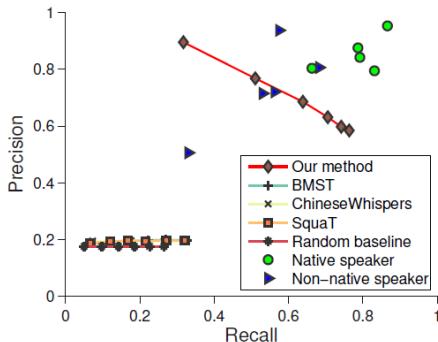 1
0.8
0.6
0.4
0.2
0
Precision
0
0.2
0.4
0.6
0.8
1
Recall
Our method
BMST
ChineseWhispers
SquaT
Random baseline
Native speaker
Non−native speaker